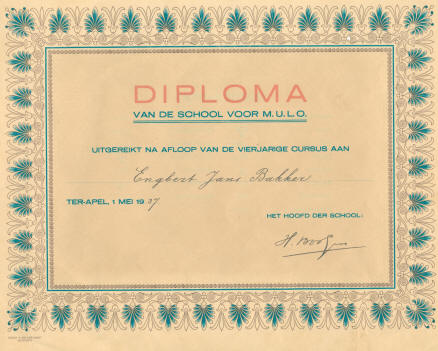 DIPLOMA
VAN DE SCHOOL VOOR M.U.L.O.
UITGEREIKT NA AFLOOP VAN DE VIERJARIGE CURSUS AAN
Engbert Jans Bakker
TER-APEL, 1 MEI 1937
HET HOOFD DER SCHOOL:
H.